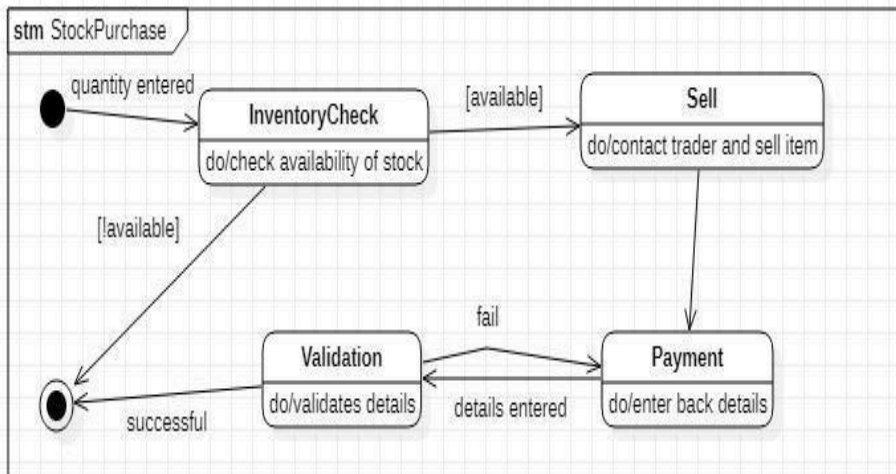 stm StockPurchase
quantity entered
InventoryCheck
do/check availability of stock
[available]
Sell
do/contact trader and sell item
[!available]
fail
Validation
do/validates details
Payment
do/enter back details
details entered
successful